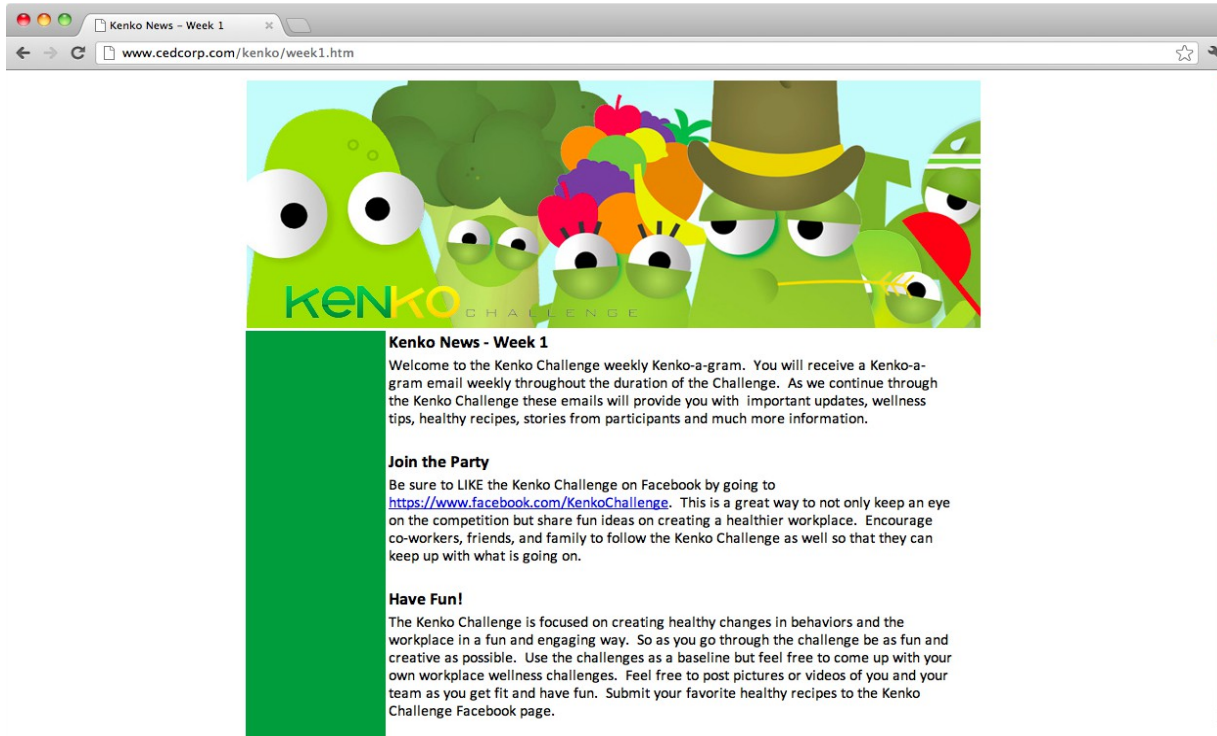 Kenko News – Week 1
www.cedcorp.com/kenko/week1.htm
KENKO CHALLENGE
Kenko News - Week 1
Welcome to the Kenko Challenge weekly Kenko-a-gram.  You will receive a Kenko-a-
gram email weekly throughout the duration of the Challenge.  As we continue through
the Kenko Challenge these emails will provide you with  important updates, wellness
tips, healthy recipes, stories from participants and much more information.
Join the Party
Be sure to LIKE the Kenko Challenge on Facebook by going to
https://www.facebook.com/KenkoChallenge.  This is a great way to not only keep an eye
on the competition but share fun ideas on creating a healthier workplace.  Encourage
co-workers, friends, and family to follow the Kenko Challenge as well so that they can
keep up with what is going on.
Have Fun!
The Kenko Challenge is focused on creating healthy changes in behaviors and the
workplace in a fun and engaging way.  So as you go through the challenge be as fun and
creative as possible.  Use the challenges as a baseline but feel free to come up with your
own workplace wellness challenges.  Feel free to post pictures or videos of you and your
team as you get fit and have fun.  Submit your favorite healthy recipes to the Kenko
Challenge Facebook page.